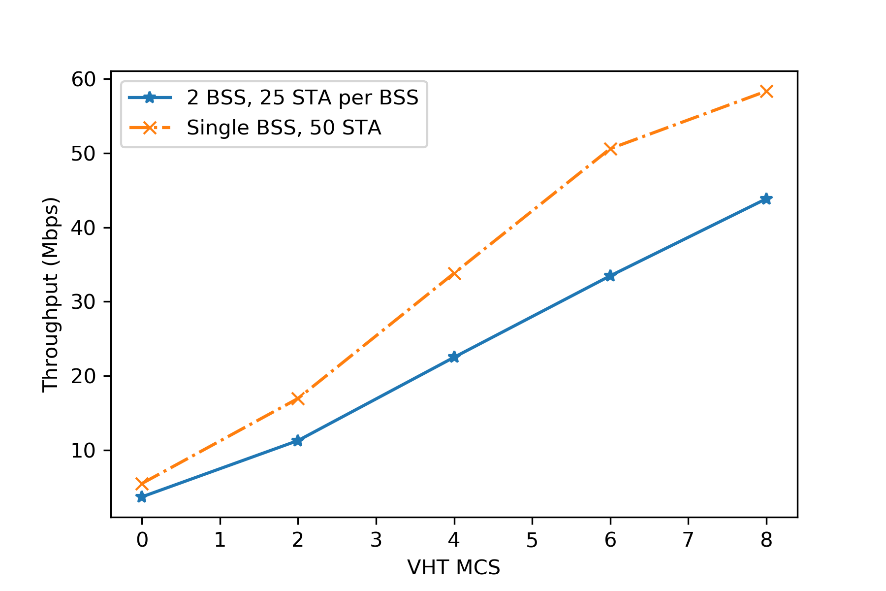 2 BSS, 25 STA per BSS
Single BSS, 50 STA
60
50
40
30
20
10
Throughput (Mbps)
0 1 2 3 4 5 6 7 8
VHT MCS